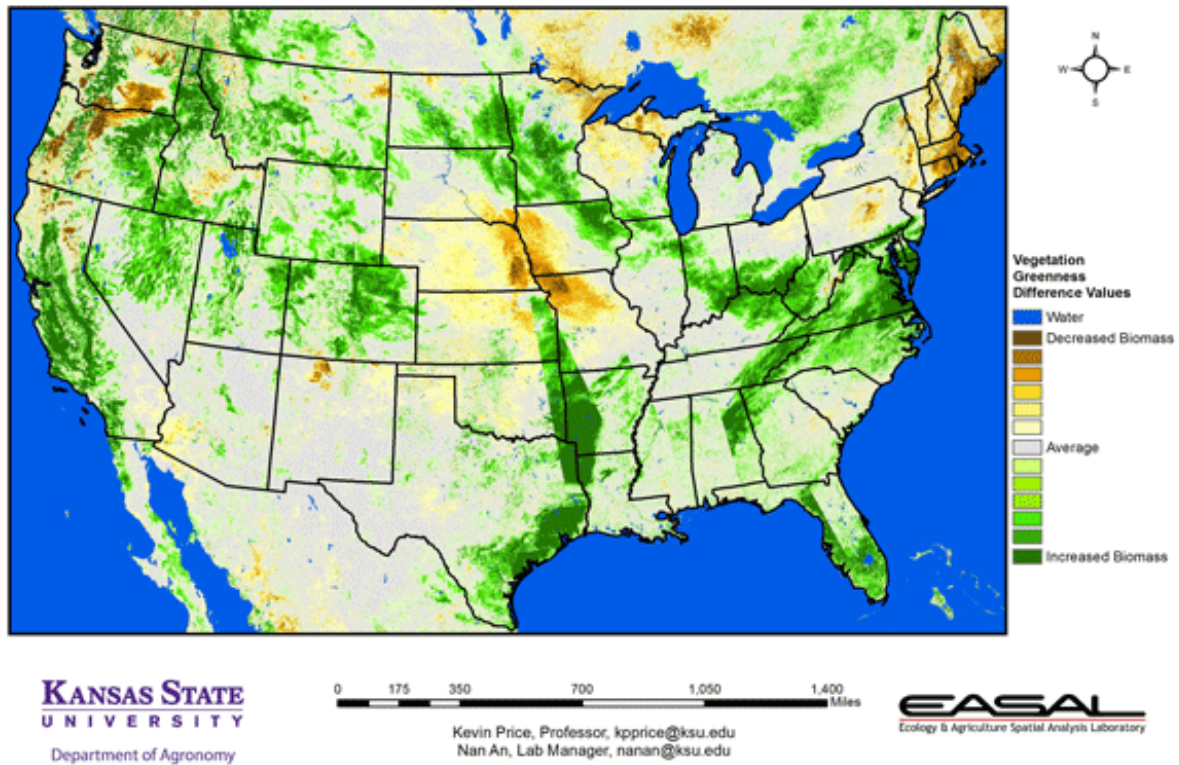 N
W E
S
Vegetation
Greenness
Difference Values
Water
Decreased Biomass
Average
Increased Biomass
KANSAS STATE
UNIVERSITY
Department of Agronomy
0 175 350 700 1,050 1,400
Miles
Kevin Price, Professor, kpprice@ksu.edu
Nan An, Lab Manager, nanan@ksu.edu
EASAL
Ecology & Agriculture Spatial Analysis Laboratory